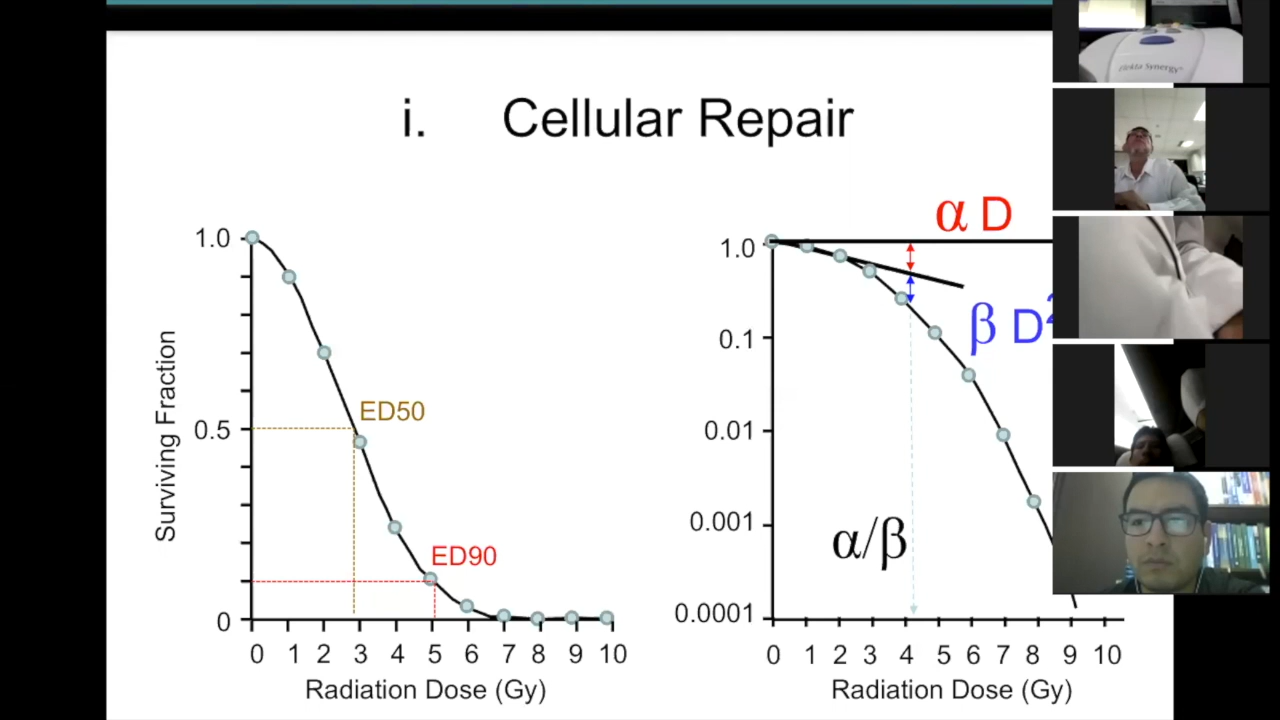 i. Cellular Repair
Surviving Fraction
1.0
0.5
0
ED50
ED90
0 1 2 3 4 5 6 7 8 9 10
Radiation Dose (Gy)
α D
β D²
α/β
1.0
0.1
0.01
0.001
0.0001
0 1 2 3 4 5 6 7 8 9 10
Radiation Dose (Gy)
Elekta Synergy